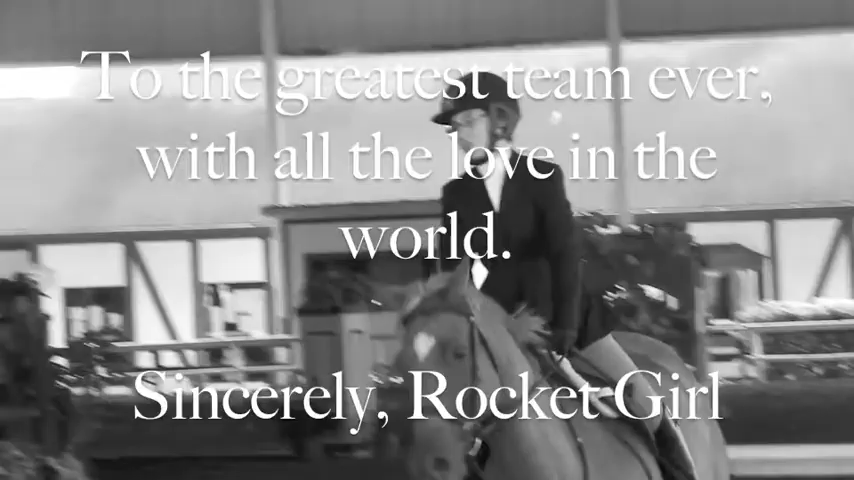 To the greatest team ever,
with all the love in the
world.
Sincerely, Rocket Girl